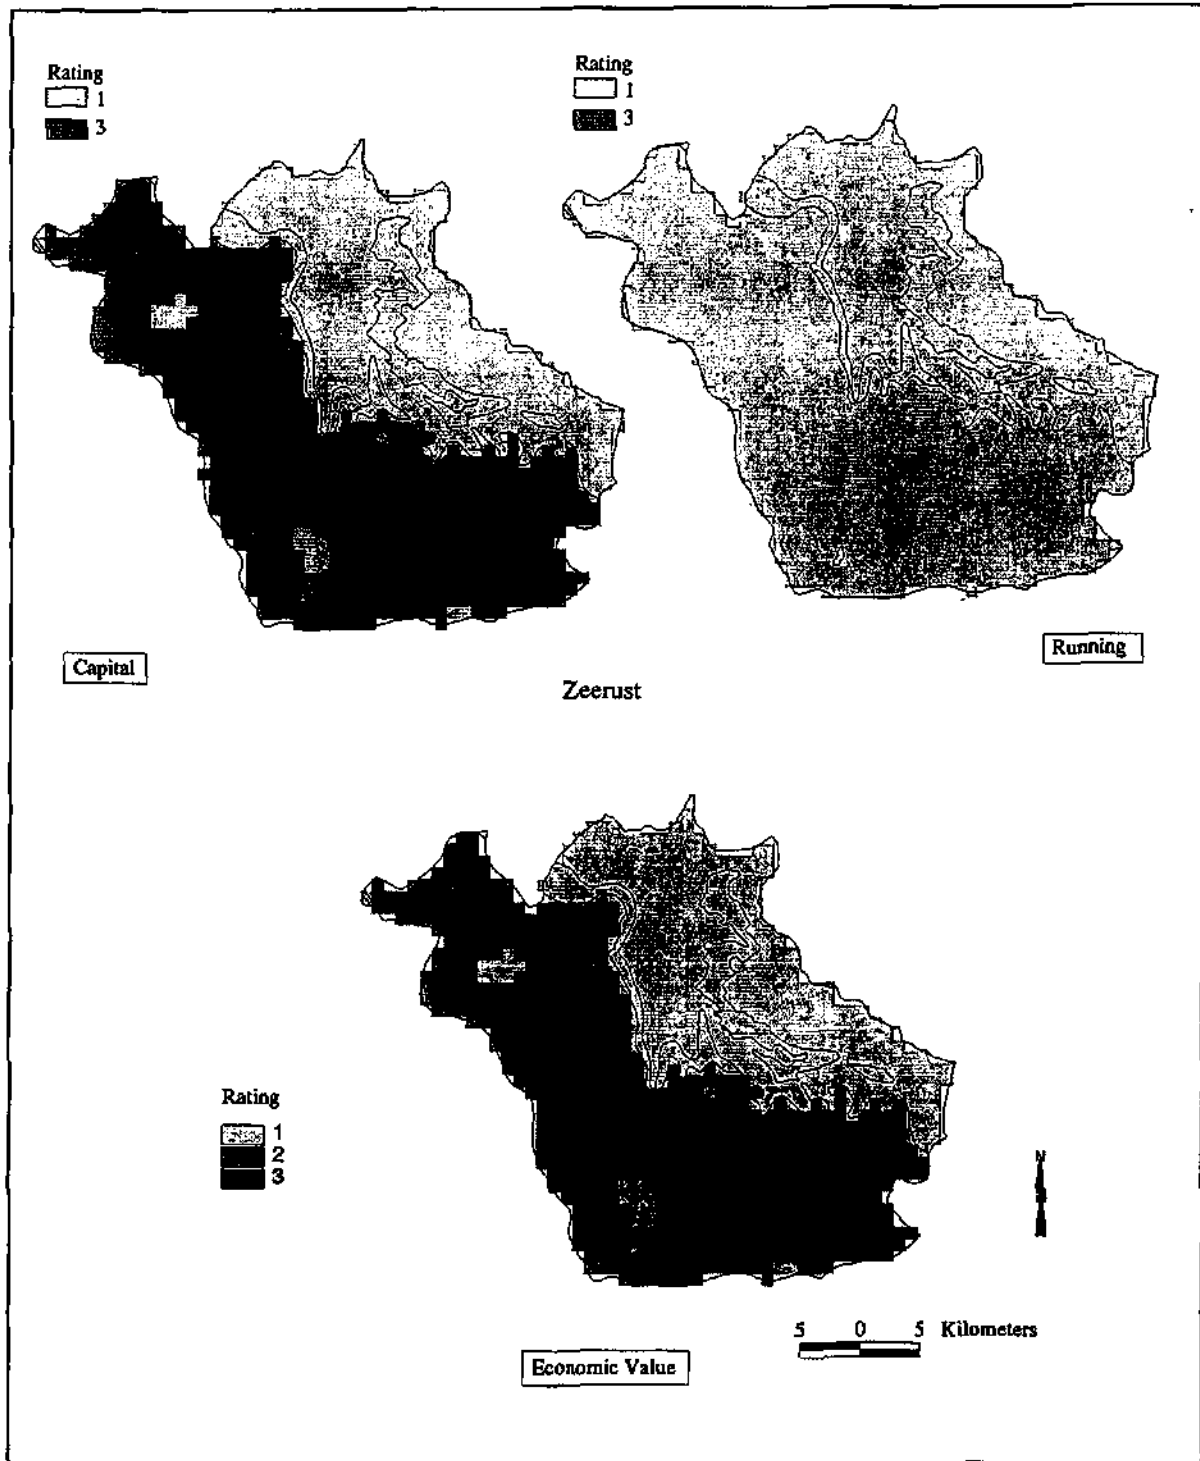 Rating
1
3
Rating
1
3
Capital
Running
Zeerust
Rating
1
2
3
N
5 0 5 Kilometers
Economic Value